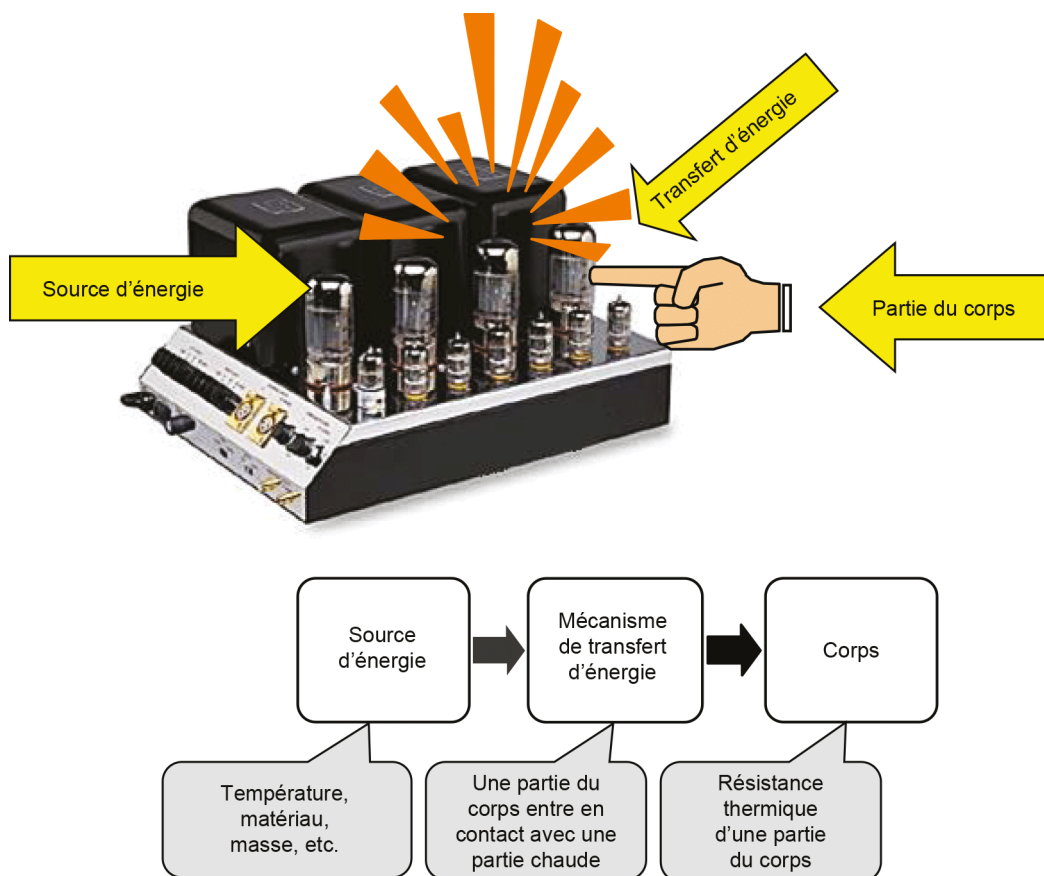 Transfert d'énergie
Source d'énergie
Partie du corps
Source
d'énergie
Mécanisme
de transfert
d'énergie
Corps
Température,
matériau,
masse, etc.
Une partie du
corps entre en
contact avec une
partie chaude
Résistance
thermique
d'une partie
du corps